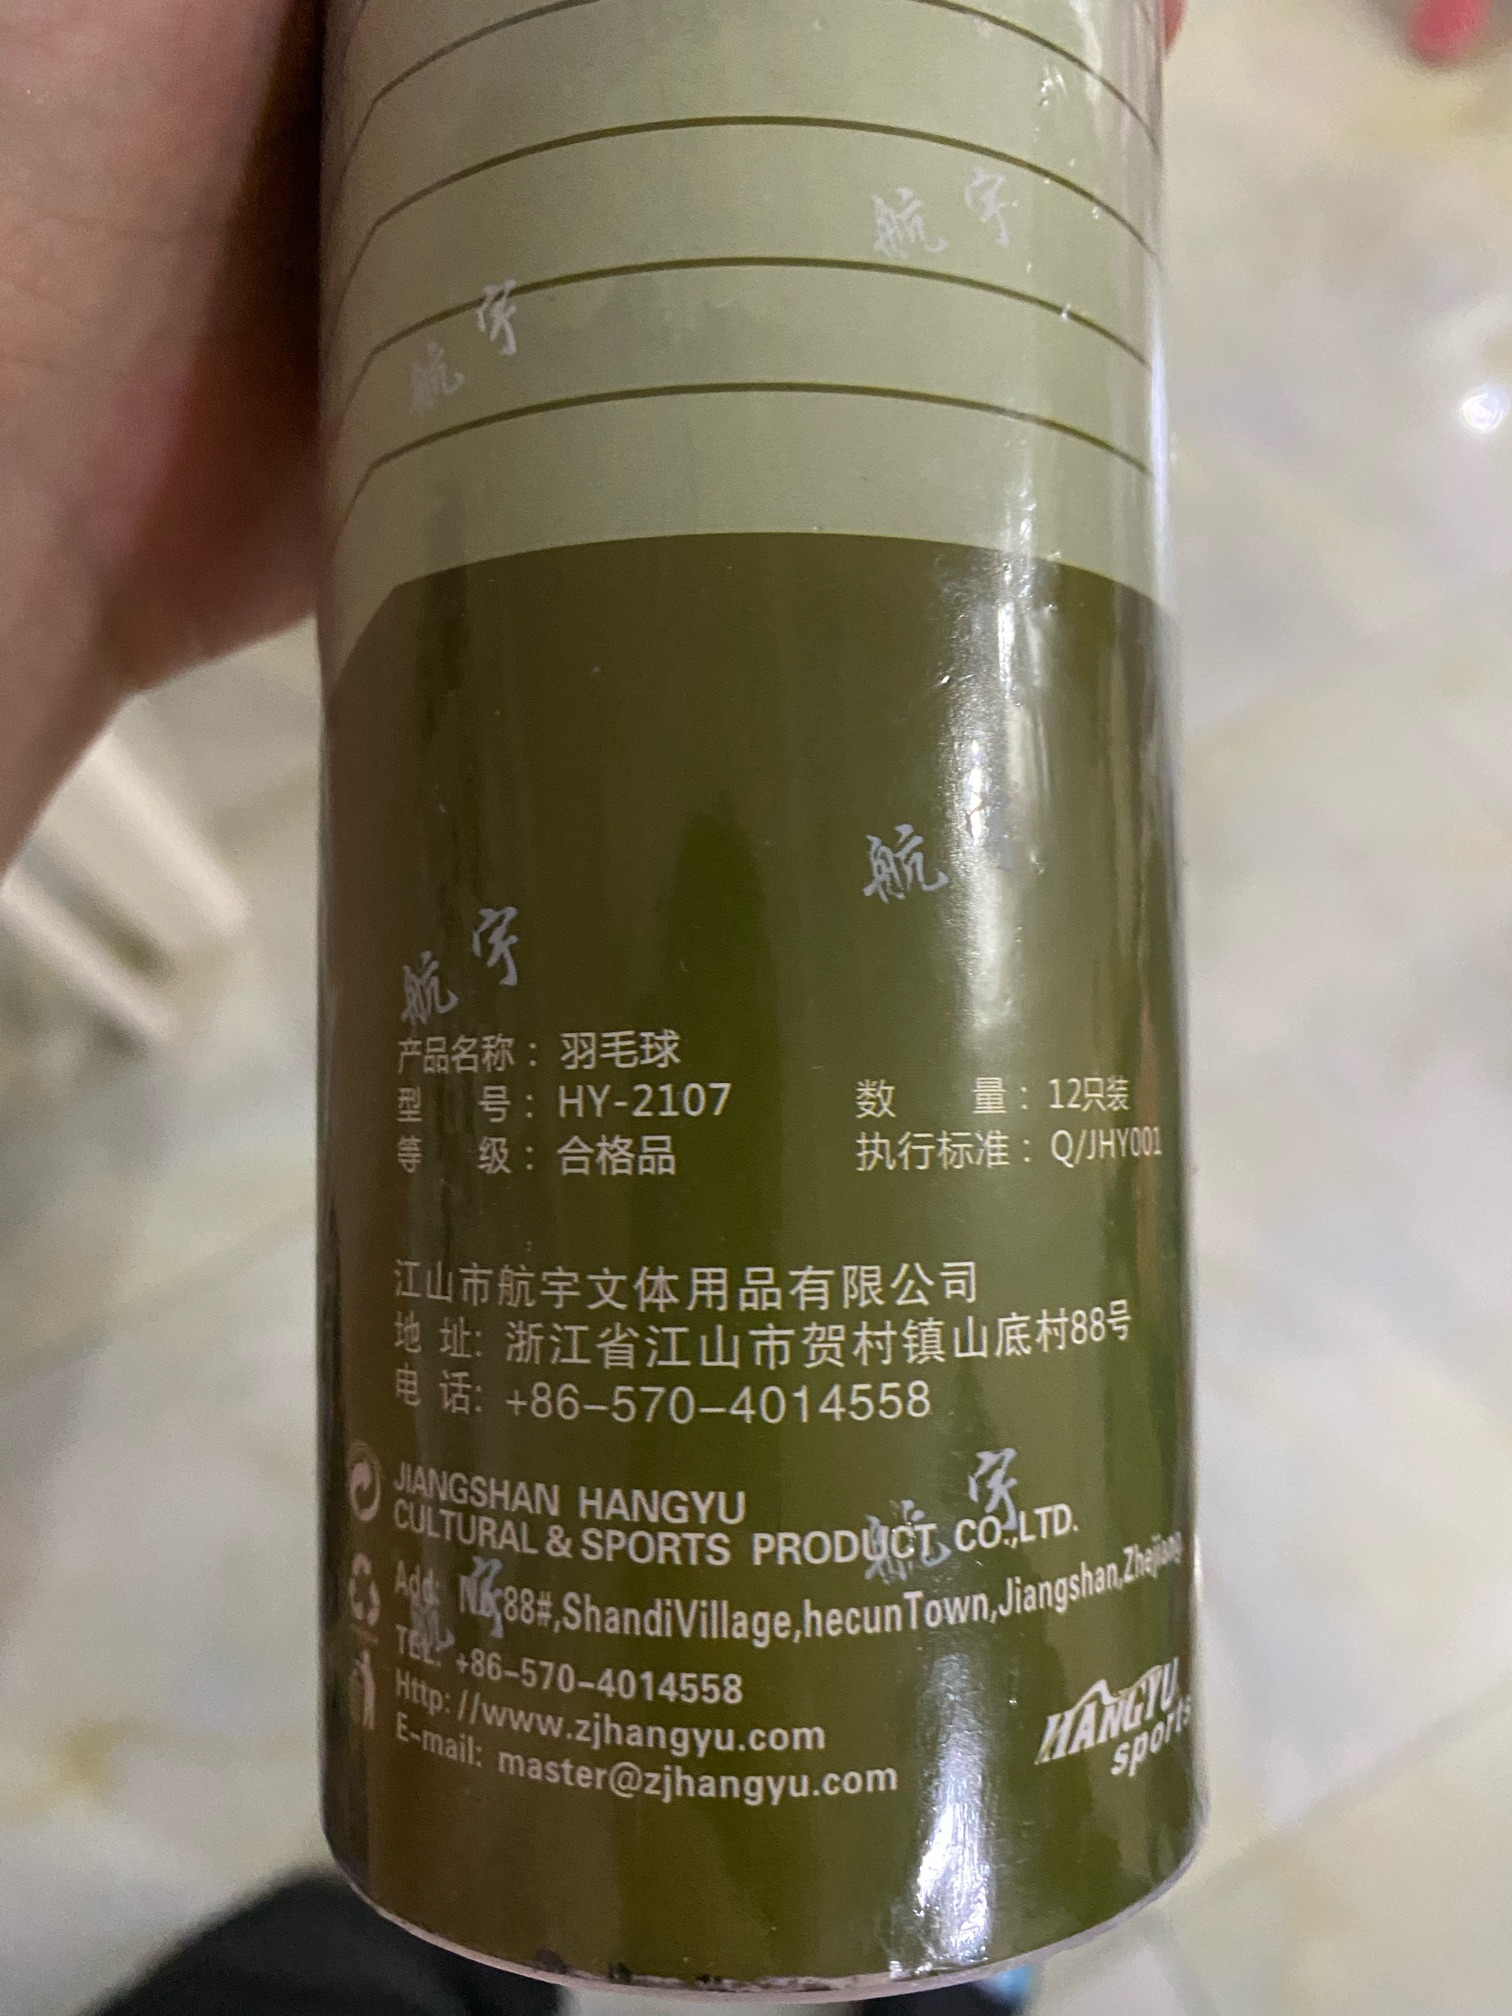 航宇
航宇
航
航宇
产品名称：羽毛球
型 号：HY-2107 数 量：12只装
等 级：合格品 执行标准：Q/JHY001
江山市航宇文体用品有限公司
地 址: 浙江省江山市贺村镇山底村88号
电 话: +86-570-4014558
航宇
JIANGSHAN HANGYU
CULTURAL & SPORTS PRODUCT CO.,LTD.
Add: 88#,ShandiVillage,hecunTown,Jiangshan,Zhejiang
TEL: +86-570-4014558
Http: //www.zjhangyu.com
E-mail: master@zjhangyu.com
HANGYU
sports